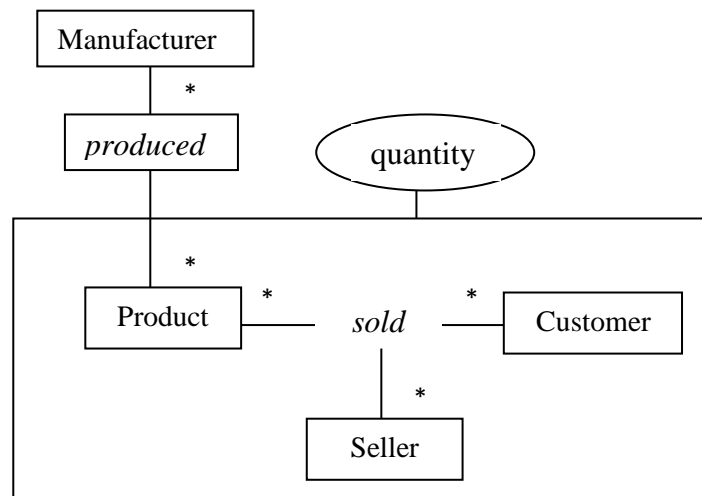 Manufacturer
*
produced
quantity
*
Product
*
sold
*
Customer
*
Seller